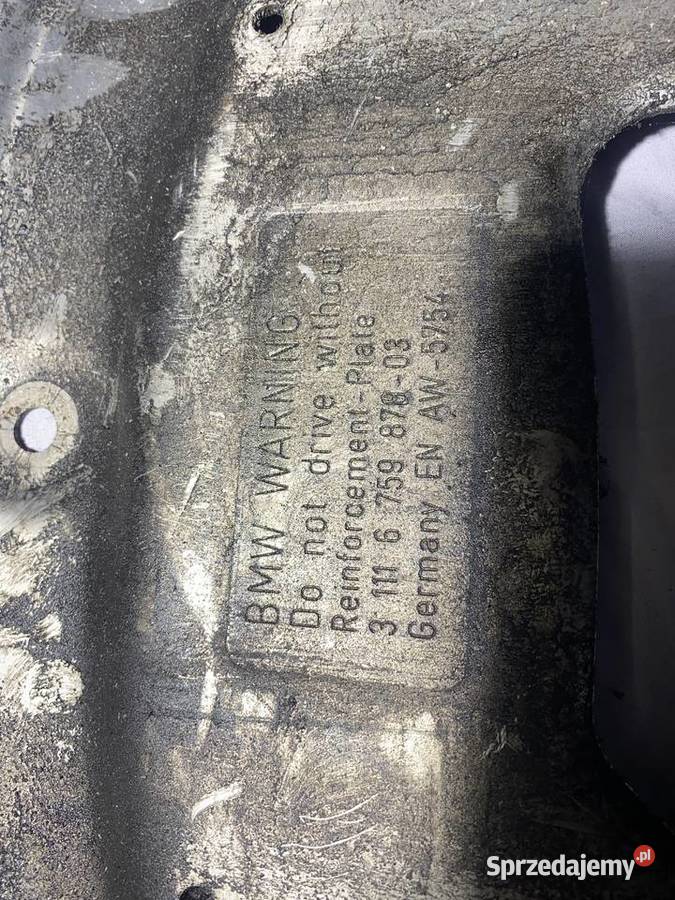 BMW WARNING
Do not drive without
Reinforcement-Plate
3 111 6 759 878-03
Germany EN AW-5754
Sprzedajemy.pl